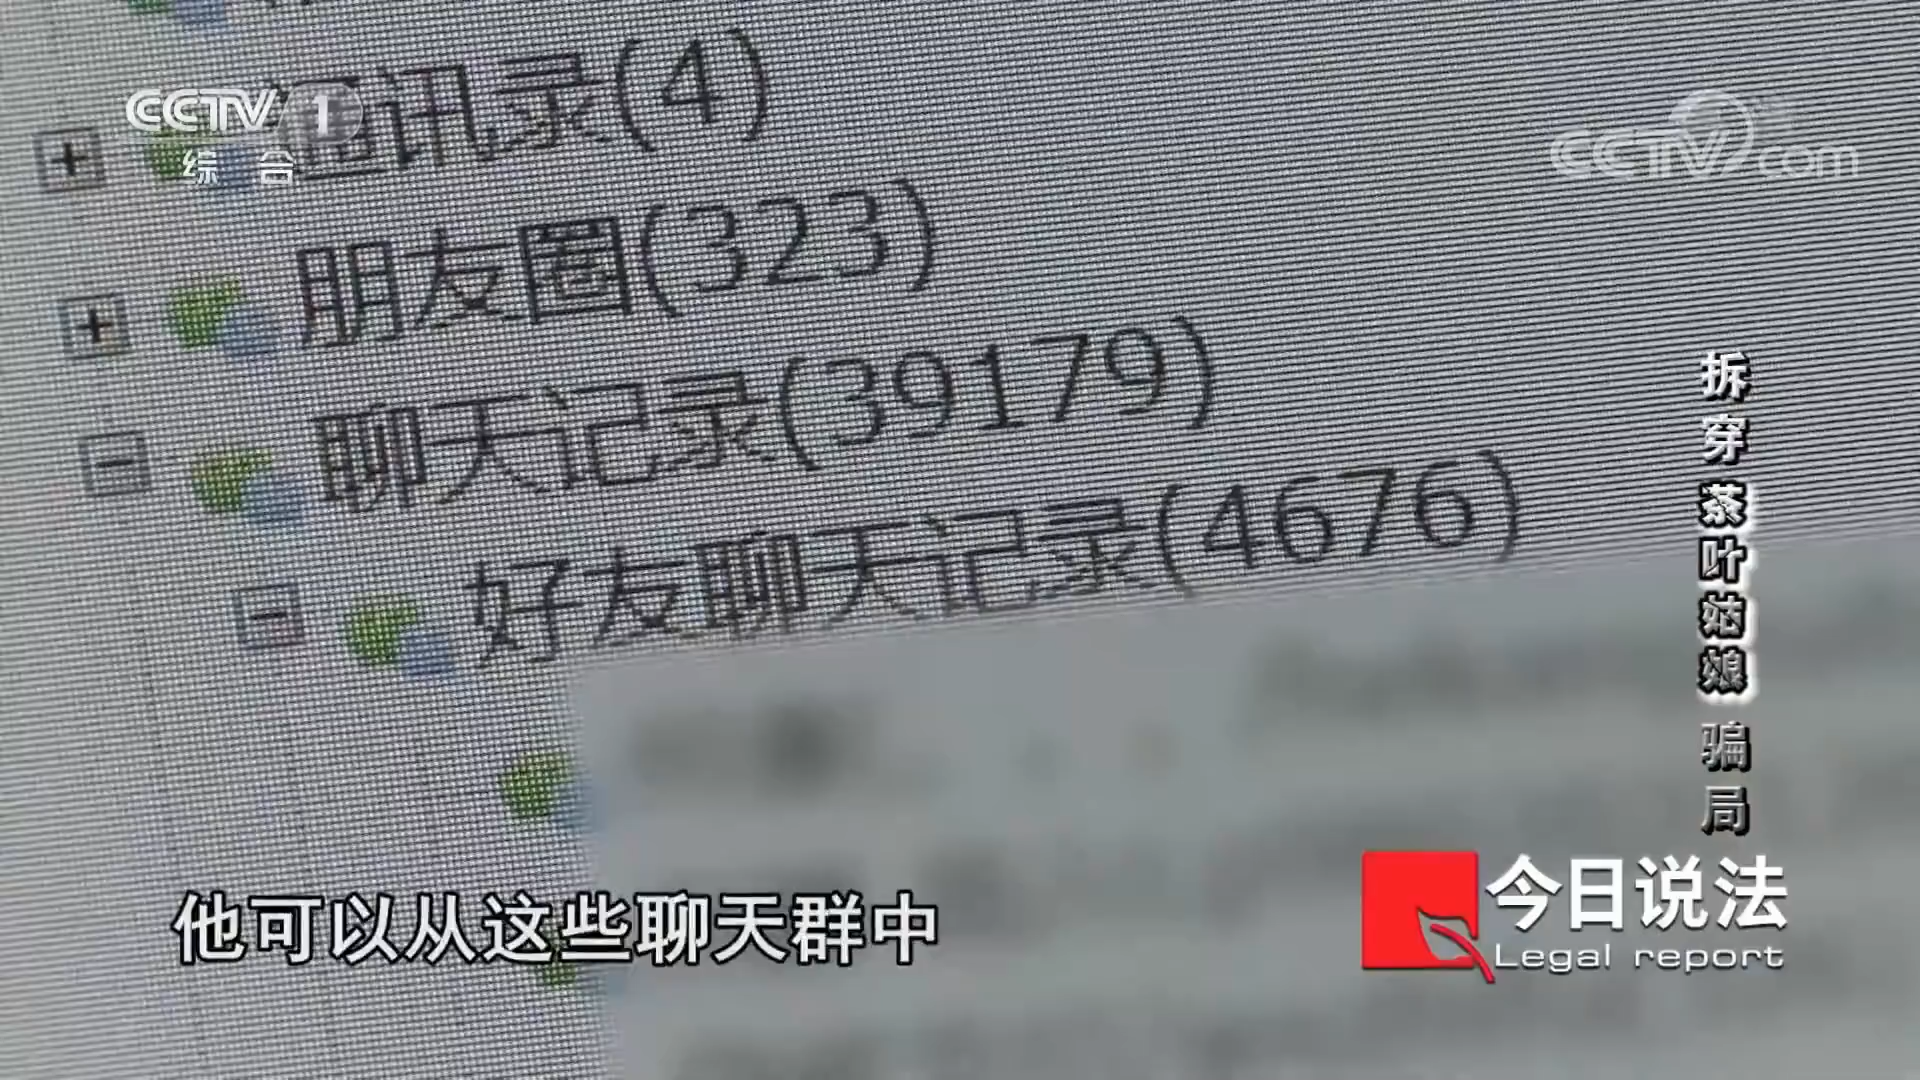 CCTV 1
综合
CCTV.com
通讯录(4)
朋友圈(323)
聊天记录(39179)
好友聊天记录(4676)
拆穿茶叶姑娘骗局
今日说法
Legal report
他可以从这些聊天群中